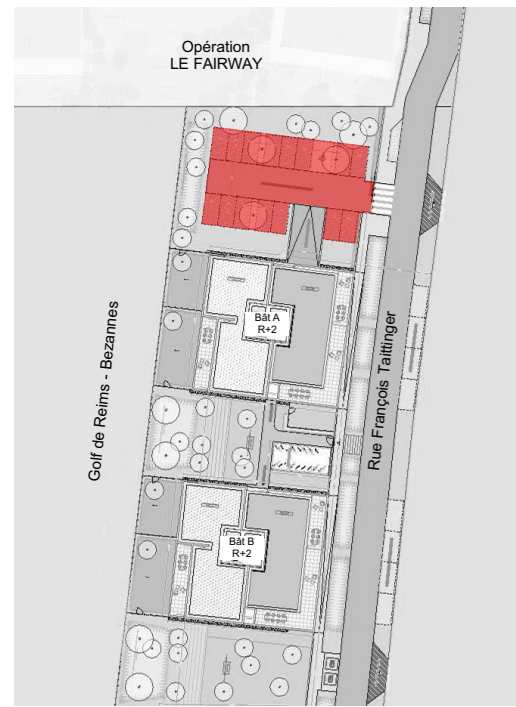 Opération
LE FAIRWAY
Bât A
R+2
Golf de Reims - Bezannes
Rue François Taittinger
Bât B
R+2